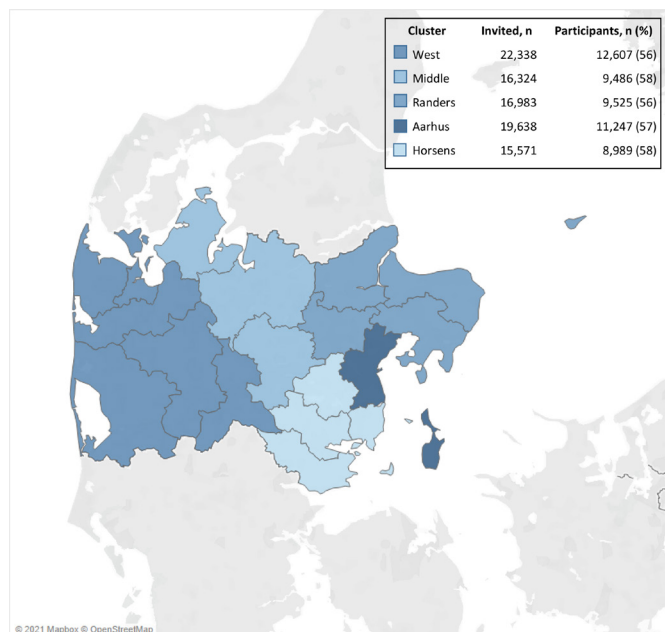 Cluster Invited, n Participants, n (%)
West 22,338 12,607 (56)
Middle 16,324 9,486 (58)
Randers 16,983 9,525 (56)
Aarhus 19,638 11,247 (57)
Horsens 15,571 8,989 (58)
© 2021 Mapbox © OpenStreetMap